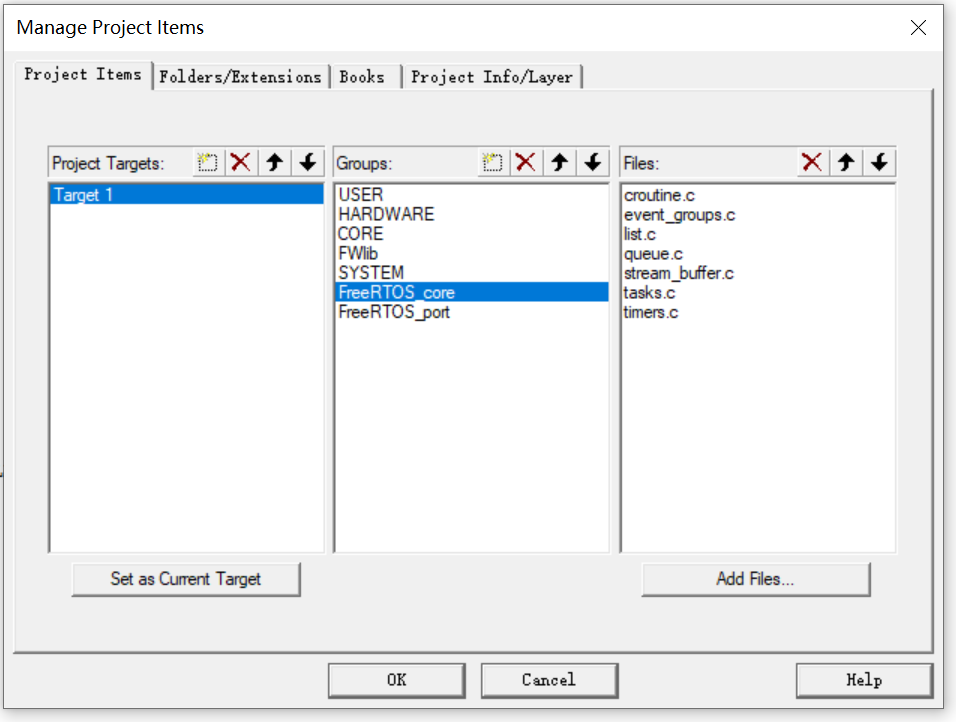 Manage Project Items
Project Items Folders/Extensions Books Project Info/Layer
Project Targets:
Target 1
Set as Current Target
Groups:
USER
HARDWARE
CORE
FWlib
SYSTEM
FreeRTOS_core
FreeRTOS_port
Files:
croutine.c
event_groups.c
list.c
queue.c
stream_buffer.c
tasks.c
timers.c
Add Files...
OK Cancel Help